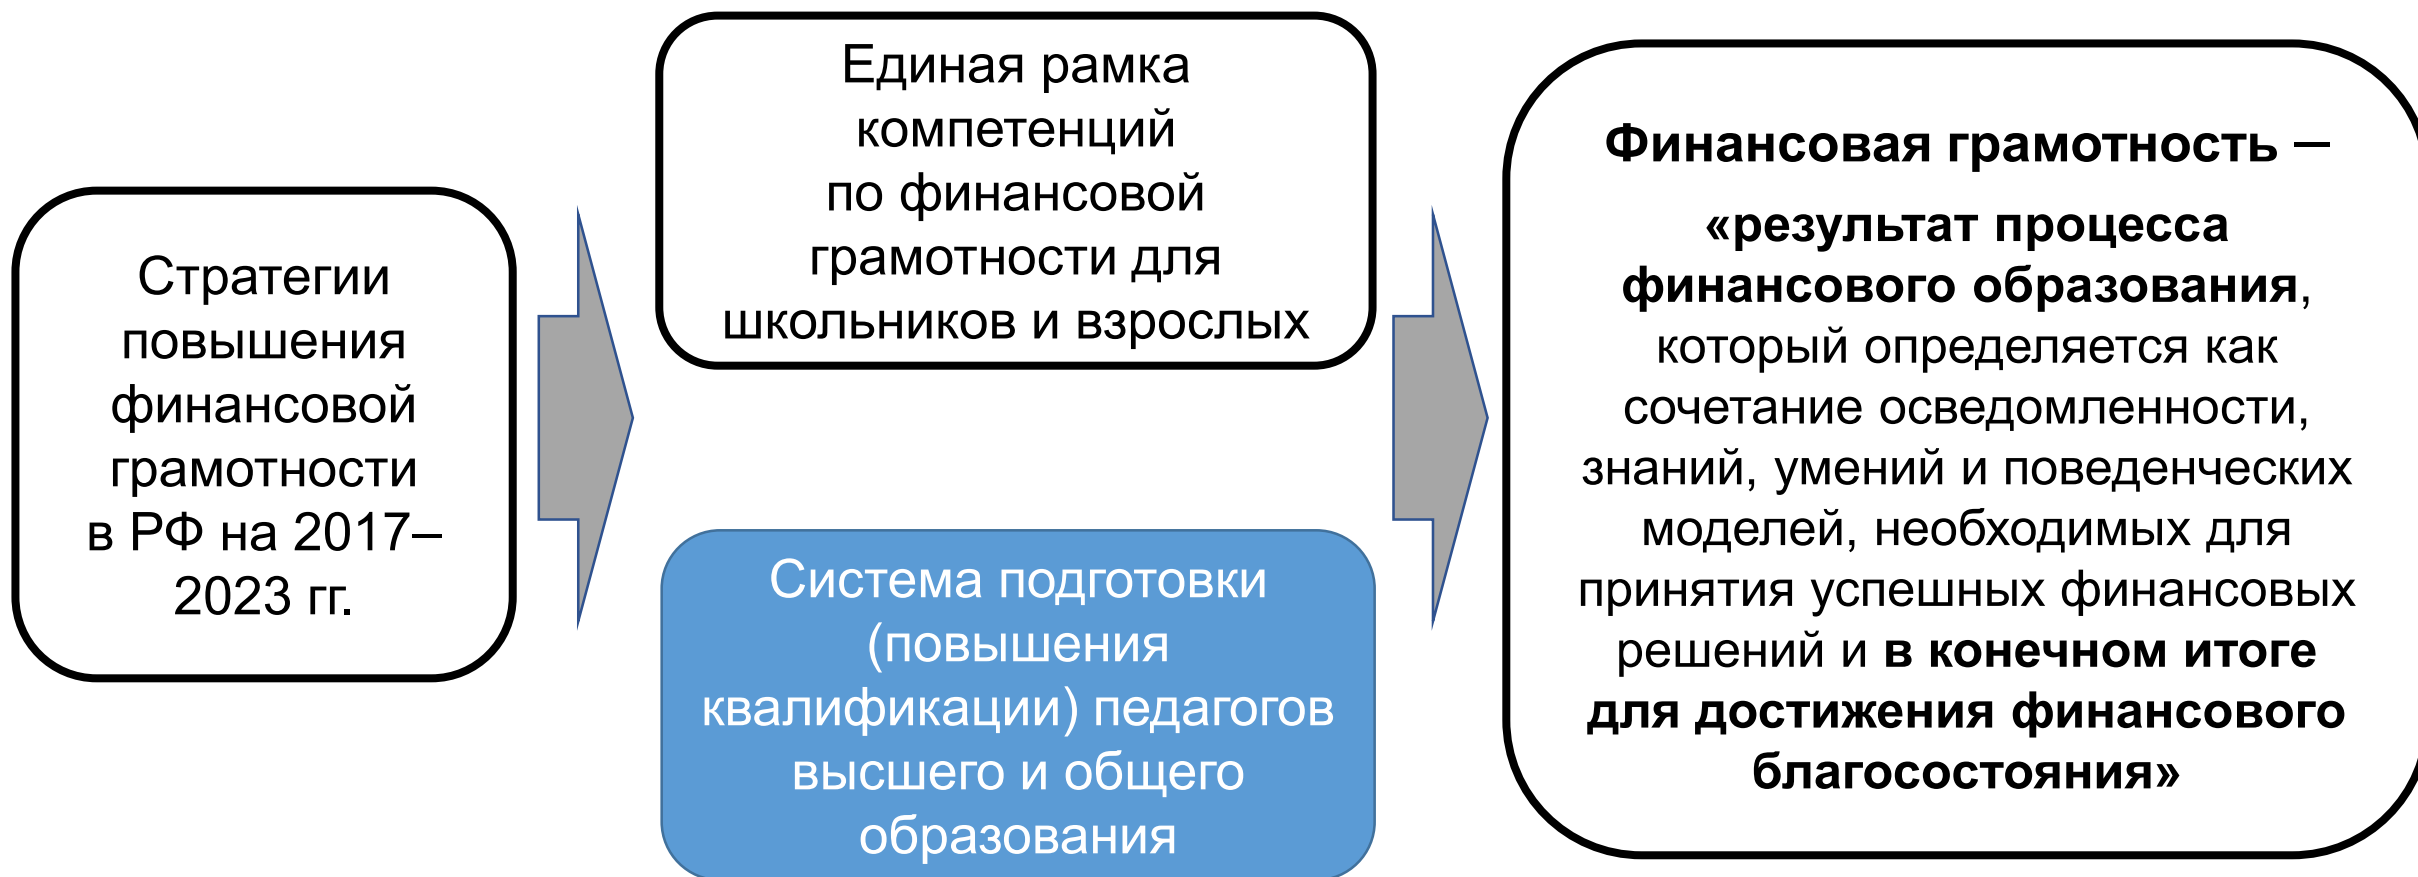 Стратегии
повышения
финансовой
грамотности
в РФ на 2017–
2023 гг.
Единая рамка
компетенций
по финансовой
грамотности для
школьников и взрослых
Система подготовки
(повышения
квалификации) педагогов
высшего и общего
образования
Финансовая грамотность –
«результат процесса
финансового образования,
который определяется как
сочетание осведомленности,
знаний, умений и поведенческих
моделей, необходимых для
принятия успешных финансовых
решений и в конечном итоге
для достижения финансового
благосостояния»